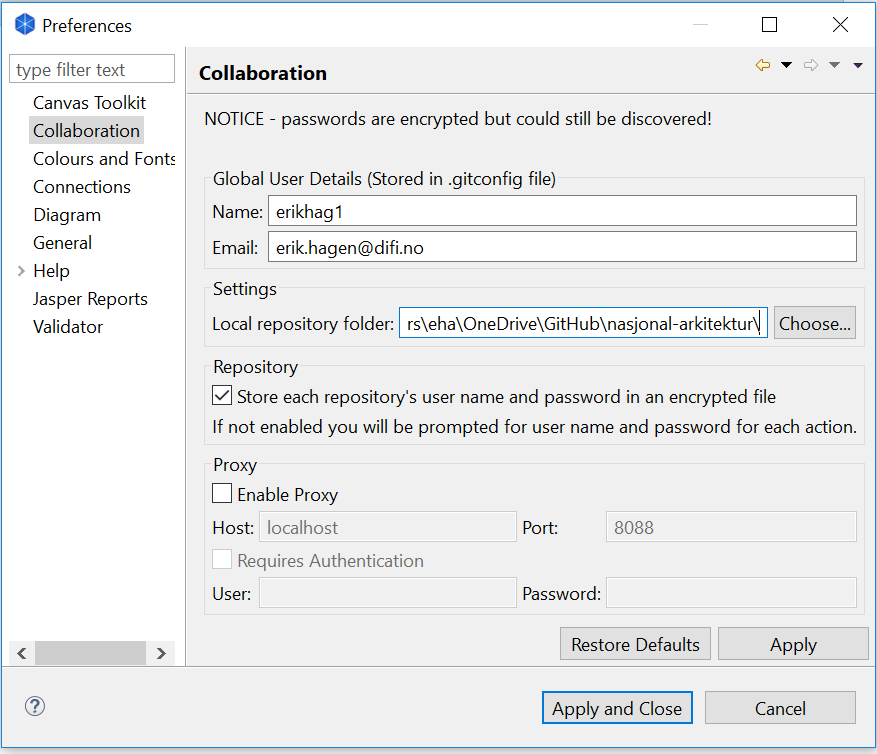 Preferences
type filter text
Canvas Toolkit
Collaboration
Colours and Fonts
Connections
Diagram
General
Help
Jasper Reports
Validator
Collaboration
NOTICE - passwords are encrypted but could still be discovered!
Global User Details (Stored in .gitconfig file)
Name: erikhag1
Email: erik.hagen@difi.no
Settings
Local repository folder: rs\eha\OneDrive\GitHub\nasjonal-arkitektur\ Choose...
Repository
Store each repository's user name and password in an encrypted file
If not enabled you will be prompted for user name and password for each action.
Proxy
Enable Proxy
Host: localhost Port: 8088
Requires Authentication
User: Password:
Restore Defaults Apply
? Apply and Close Cancel